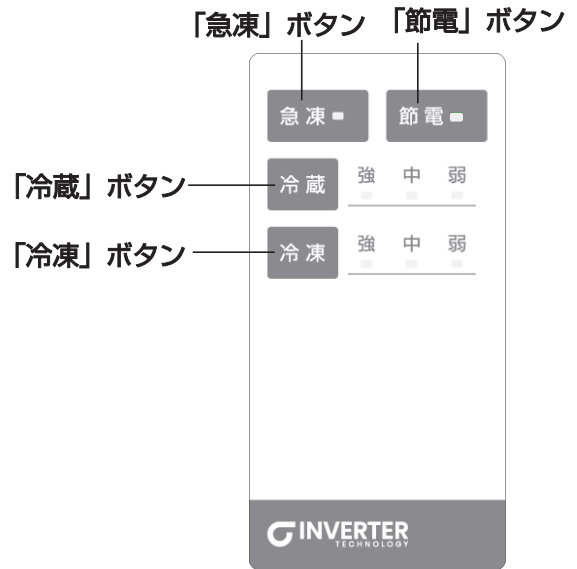 「急凍」ボタン 「節電」ボタン
急凍 節電
「冷蔵」ボタン 冷蔵 強 中 弱
「冷凍」ボタン 冷凍 強 中 弱
INVERTER
TECHNOLOGY